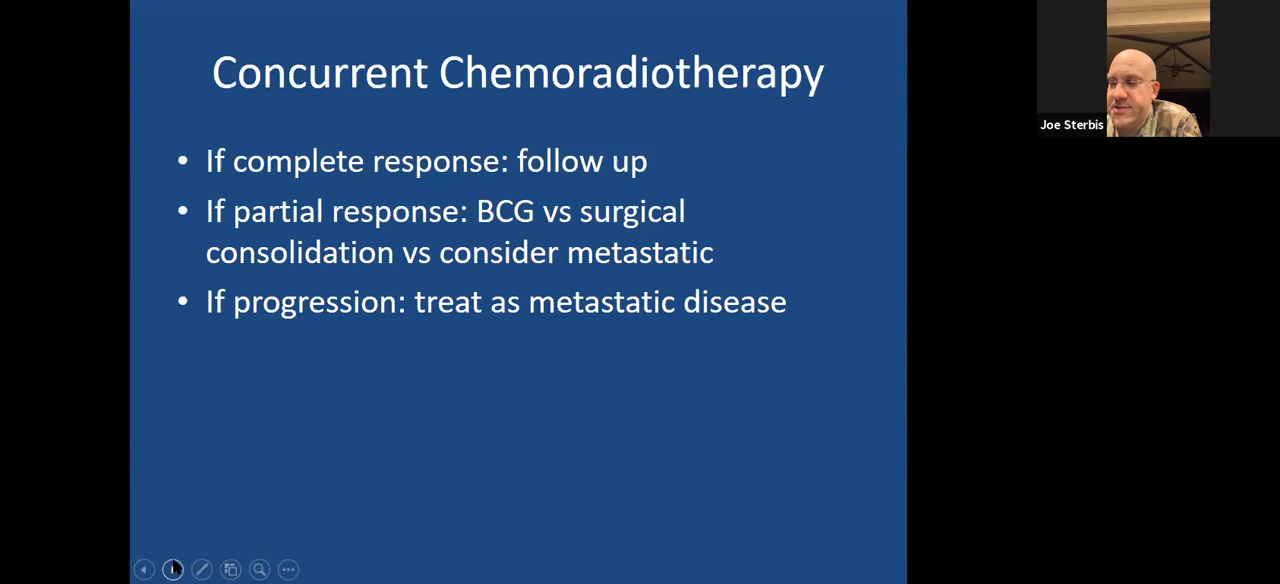 Concurrent Chemoradiotherapy
• If complete response: follow up
• If partial response: BCG vs surgical
consolidation vs consider metastatic
• If progression: treat as metastatic disease
Joe Sterbis